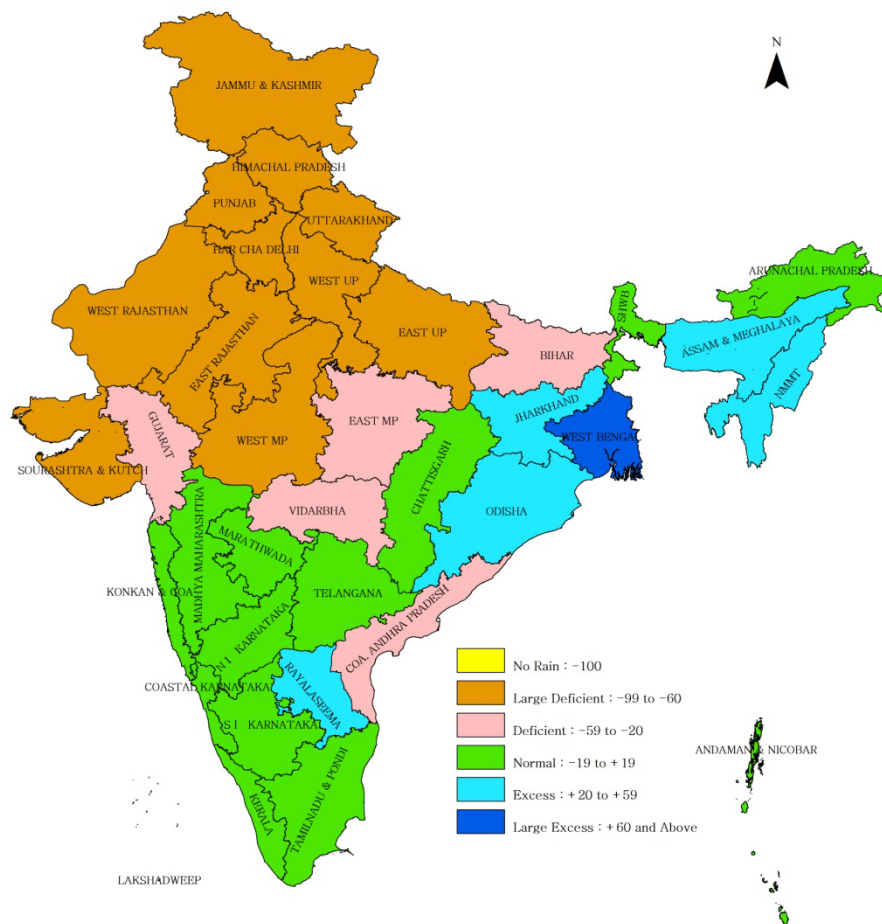 N
JAMMU & KASHMIR
HIMACHAL PRADESH
PUNJAB
UTTARAKHAND
HAR CHA DELHI
WEST UP
WEST RAJASTHAN
EAST RAJASTHAN
EAST UP
ARUNACHAL PRADESH
SHWB
ASSAM & MEGHALAYA
NMMT
BIHAR
JHARKHAND
WEST BENGAL
GUJARAT
EAST MP
WEST MP
SOURASHTRA & KUTCH
CHATTISGARH
VIDARBHA
ODISHA
MADHYA MAHARASHTRA
MARATHWADA
KONKAN & GOA
TELANGANA
COA. ANDHRA PRADESH
N I KARNATAKA
RAYALASEEMA
COASTAL KARNATAKA
S I KARNATAKA
KERALA
TAMILNADU & PONDI
LAKSHADWEEP
ANDAMAN & NICOBAR
No Rain : -100
Large Deficient : -99 to -60
Deficient : -59 to -20
Normal : -19 to +19
Excess : +20 to +59
Large Excess : +60 and Above